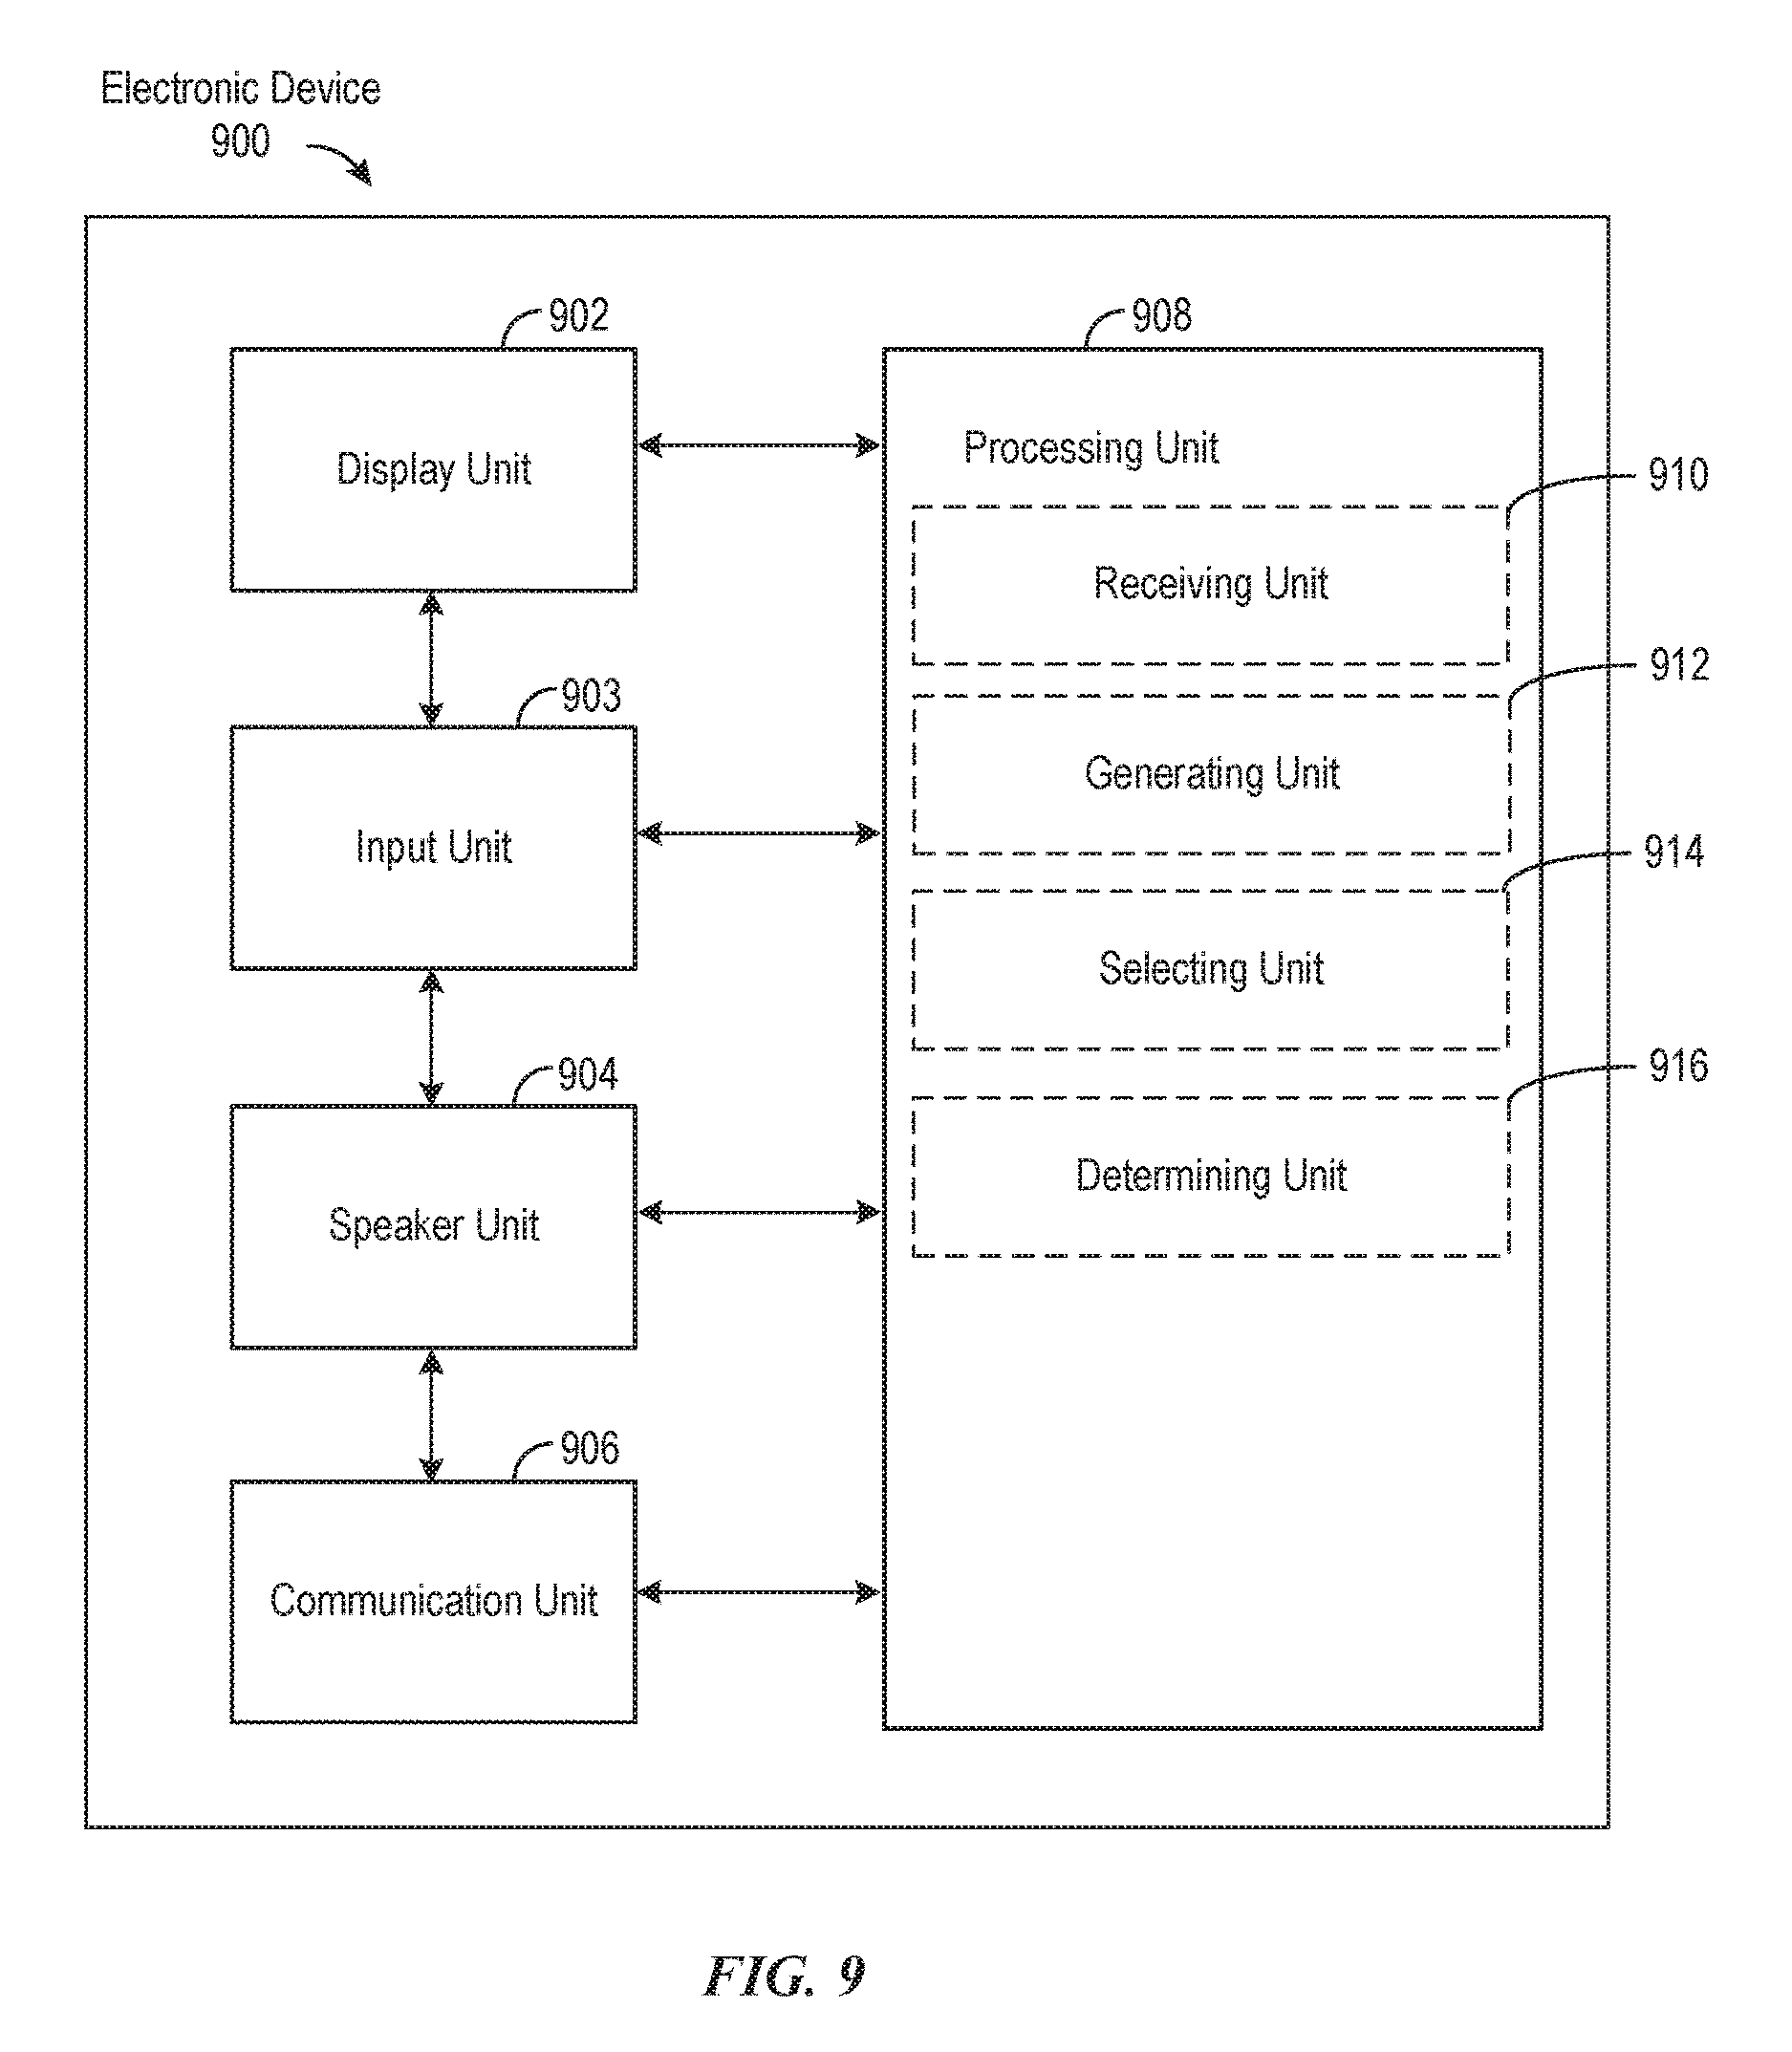 Electronic Device
900
902
Display Unit
903
Input Unit
904
Speaker Unit
906
Communication Unit
908
Processing Unit
910
Receiving Unit
912
Generating Unit
914
Selecting Unit
916
Determining Unit
FIG. 9